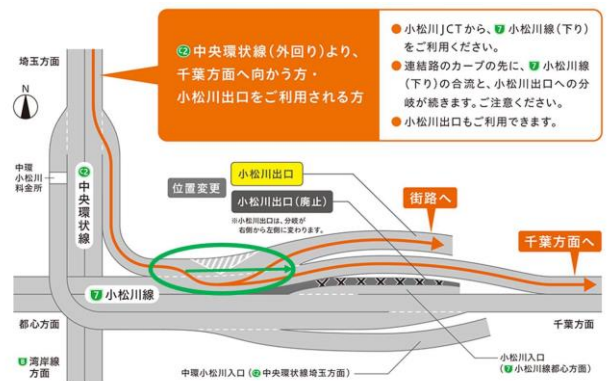 C2 中央環状線(外回り)より、
千葉方面へ向かう方・
小松川出口をご利用される方
● 小松川JCTから、7 小松川線(下り)
をご利用ください。
● 連結路のカーブの先に、7 小松川線
(下り)の合流と、小松川出口への分
岐が続きます。ご注意ください。
● 小松川出口もご利用できます。
埼玉方面
N
中環
小松川
料金所
C2 中央環状線
位置変更
小松川出口
小松川出口(廃止)
※小松川出口は、分岐が
右側から左側に変わります。
街路へ
千葉方面へ
7 小松川線
都心方面
千葉方面
B 湾岸線
方面
中環小松川入口(C2 中央環状線埼玉方面)
小松川入口
(7 小松川線都心方面)